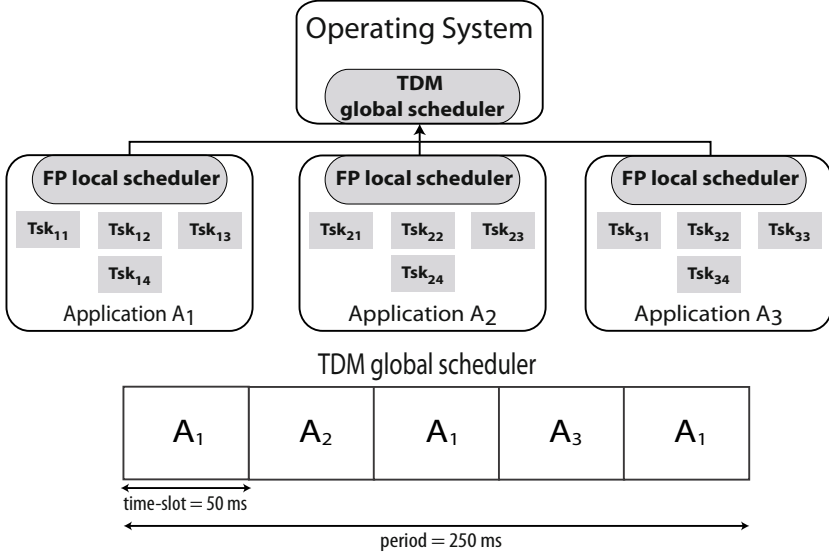 Operating System
TDM
global scheduler
FP local scheduler
FP local scheduler
FP local scheduler
Tsk11
Tsk12
Tsk13
Tsk21
Tsk22
Tsk23
Tsk31
Tsk32
Tsk33
Tsk14
Tsk24
Tsk34
Application A1
Application A2
Application A3
TDM global scheduler
A1
A2
A1
A3
A1
time-slot = 50 ms
period = 250 ms